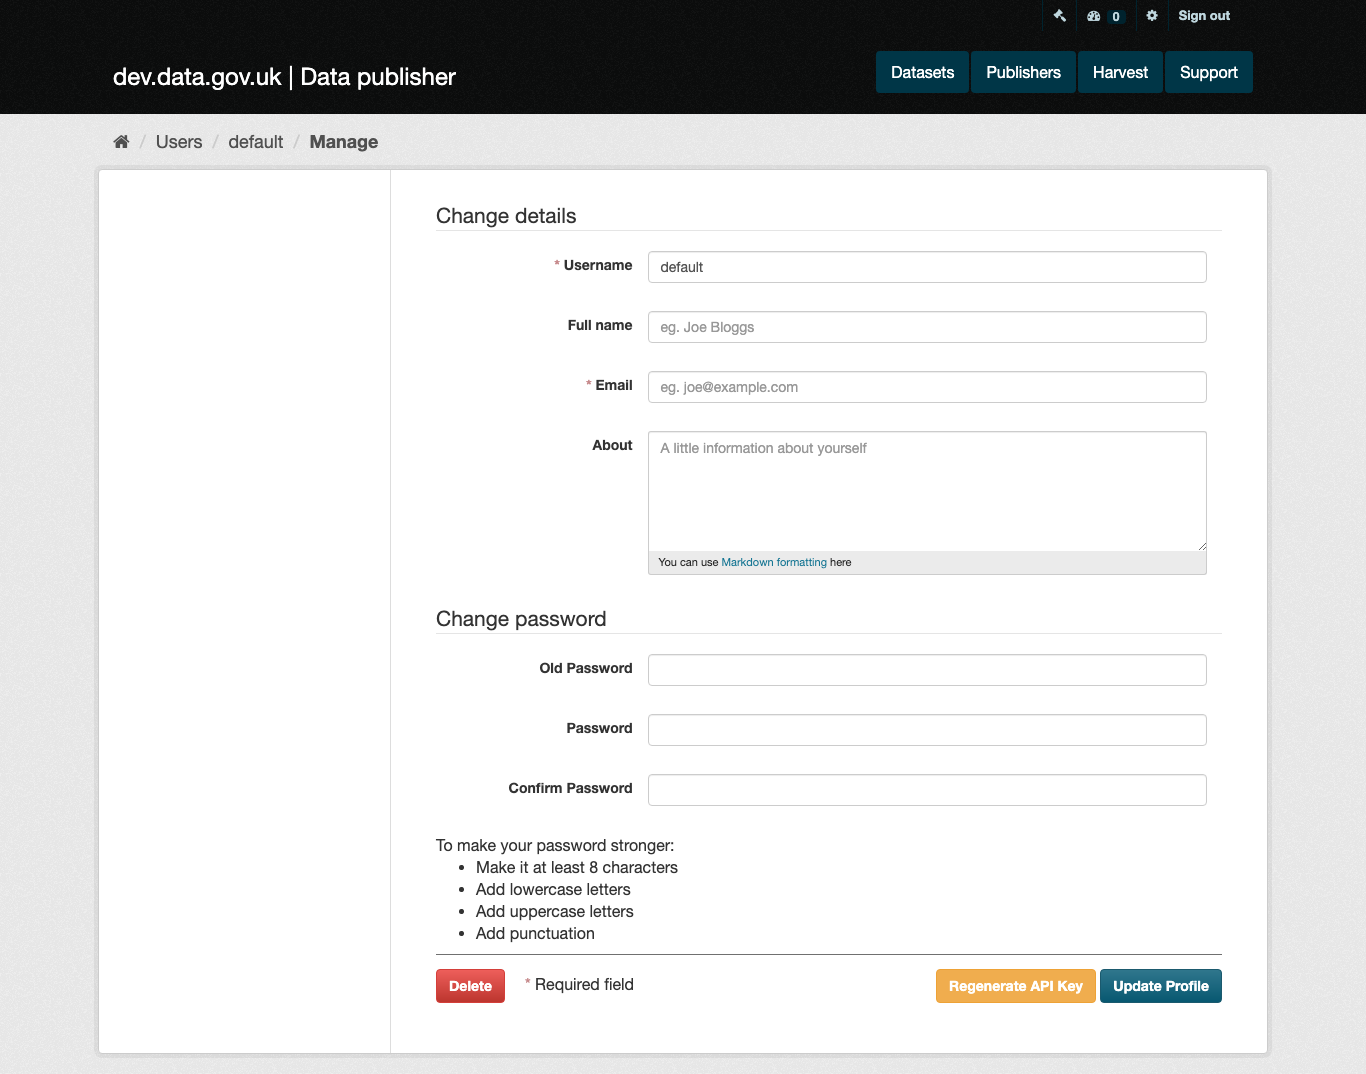 0 Sign out
dev.data.gov.uk | Data publisher
Datasets Publishers Harvest Support
/ Users / default / Manage
Change details
* Username default
Full name eg. Joe Bloggs
* Email eg. joe@example.com
About A little information about yourself
You can use Markdown formatting here
Change password
Old Password
Password
Confirm Password
To make your password stronger:
• Make it at least 8 characters
• Add lowercase letters
• Add uppercase letters
• Add punctuation
Delete * Required field Regenerate API Key Update Profile